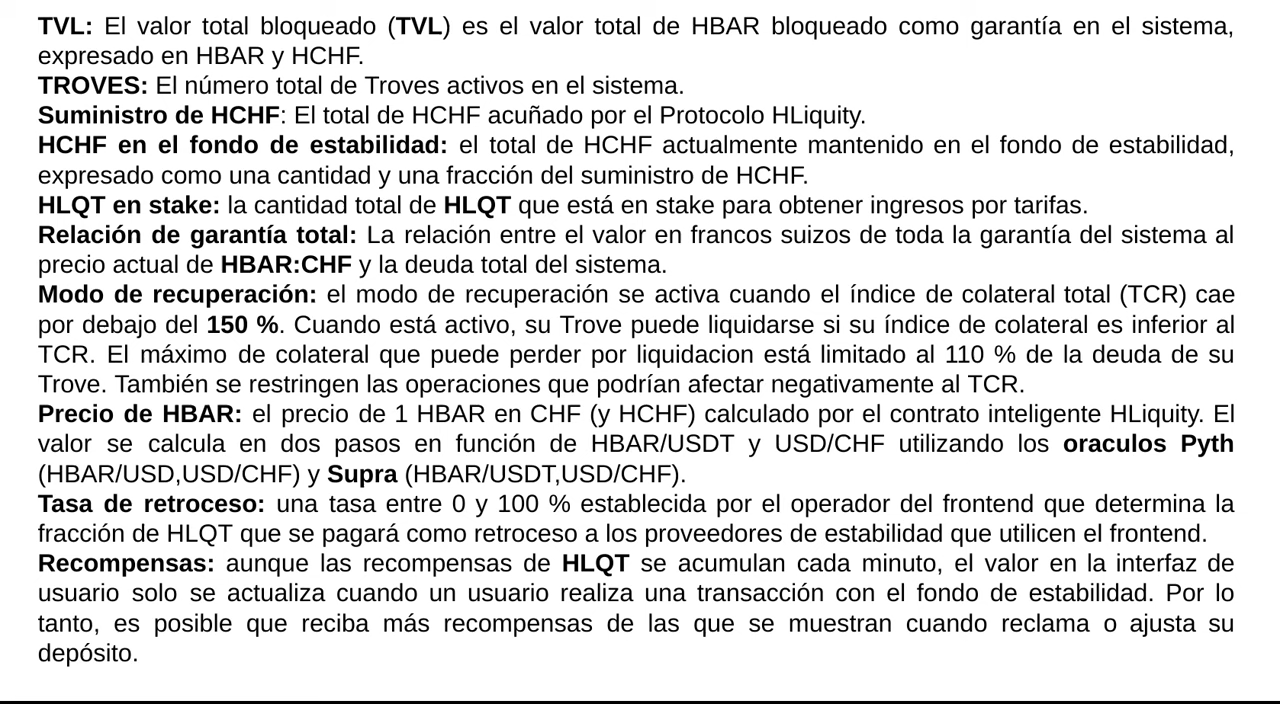 TVL: El valor total bloqueado (TVL) es el valor total de HBAR bloqueado como garantía en el sistema,
expresado en HBAR y HCHF.
TROVES: El número total de Troves activos en el sistema.
Suministro de HCHF: El total de HCHF acuñado por el Protocolo HLiquity.
HCHF en el fondo de estabilidad: el total de HCHF actualmente mantenido en el fondo de estabilidad,
expresado como una cantidad y una fracción del suministro de HCHF.
HLQT en stake: la cantidad total de HLQT que está en stake para obtener ingresos por tarifas.
Relación de garantía total: La relación entre el valor en francos suizos de toda la garantía del sistema al
precio actual de HBAR:CHF y la deuda total del sistema.
Modo de recuperación: el modo de recuperación se activa cuando el índice de colateral total (TCR) cae
por debajo del 150 %. Cuando está activo, su Trove puede liquidarse si su índice de colateral es inferior al
TCR. El máximo de colateral que puede perder por liquidacion está limitado al 110 % de la deuda de su
Trove. También se restringen las operaciones que podrían afectar negativamente al TCR.
Precio de HBAR: el precio de 1 HBAR en CHF (y HCHF) calculado por el contrato inteligente HLiquity. El
valor se calcula en dos pasos en función de HBAR/USDT y USD/CHF utilizando los oraculos Pyth
(HBAR/USD,USD/CHF) y Supra (HBAR/USDT,USD/CHF).
Tasa de retroceso: una tasa entre 0 y 100 % establecida por el operador del frontend que determina la
fracción de HLQT que se pagará como retroceso a los proveedores de estabilidad que utilicen el frontend.
Recompensas: aunque las recompensas de HLQT se acumulan cada minuto, el valor en la interfaz de
usuario solo se actualiza cuando un usuario realiza una transacción con el fondo de estabilidad. Por lo
tanto, es posible que reciba más recompensas de las que se muestran cuando reclama o ajusta su
depósito.